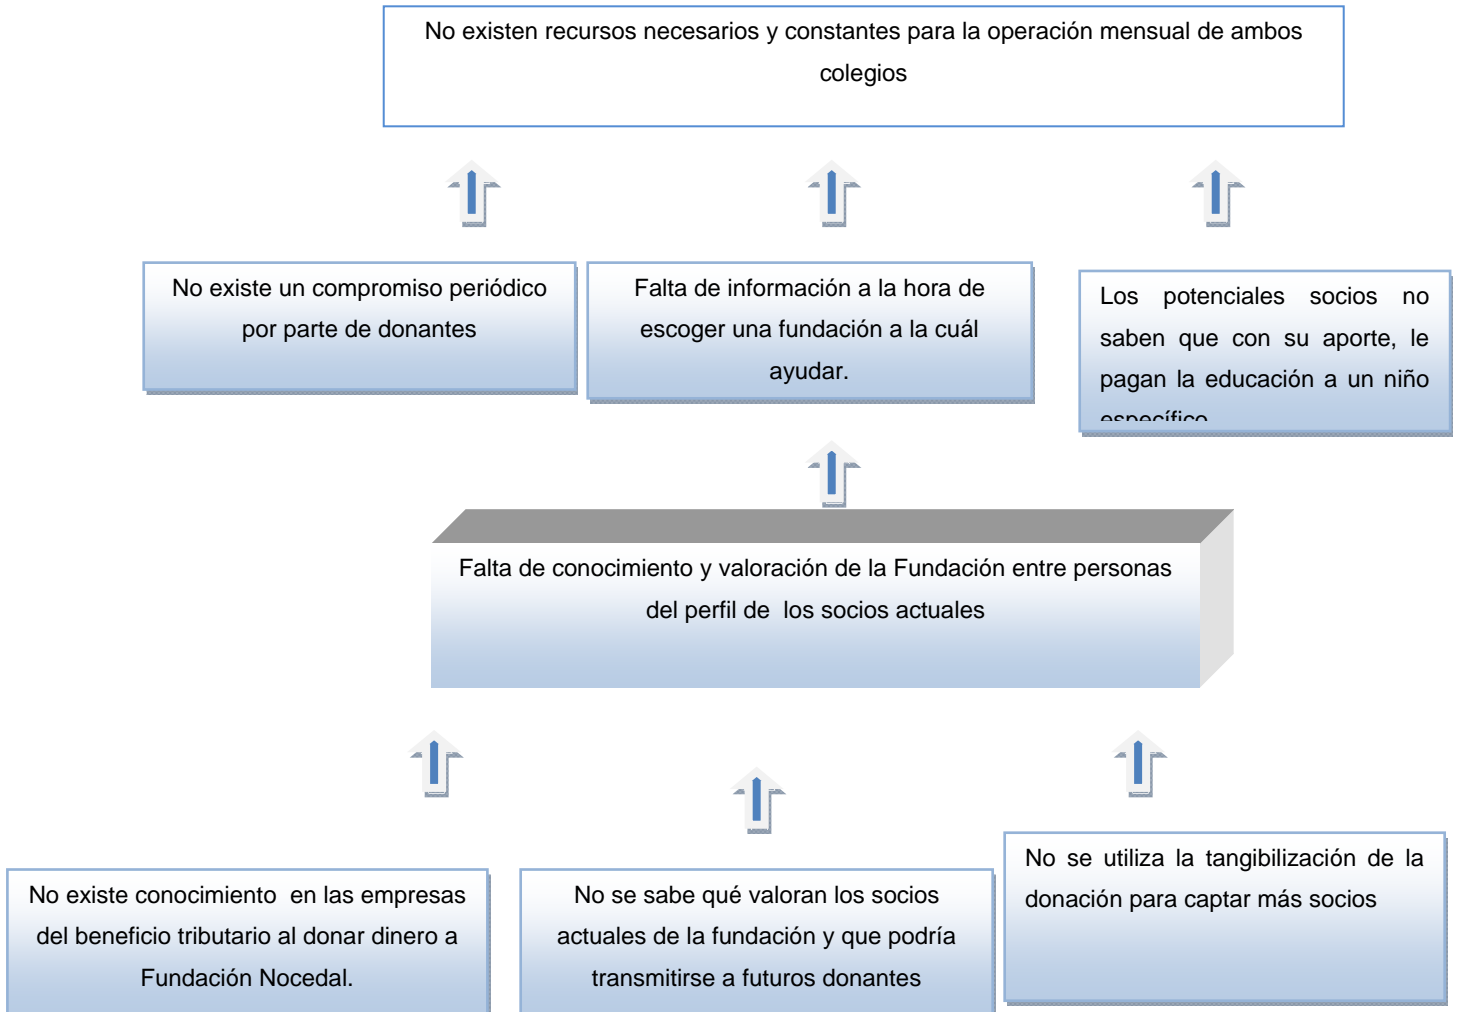 No existen recursos necesarios y constantes para la operación mensual de ambos
colegios
No existe un compromiso periódico
por parte de donantes
Falta de información a la hora de
escoger una fundación a la cuál
ayudar.
Los potenciales socios no
saben que con su aporte, le
pagan la educación a un niño
específico
Falta de conocimiento y valoración de la Fundación entre personas
del perfil de los socios actuales
No existe conocimiento en las empresas
del beneficio tributario al donar dinero a
Fundación Nocedal.
No se sabe qué valoran los socios
actuales de la fundación y que podría
transmitirse a futuros donantes
No se utiliza la tangibilización de la
donación para captar más socios